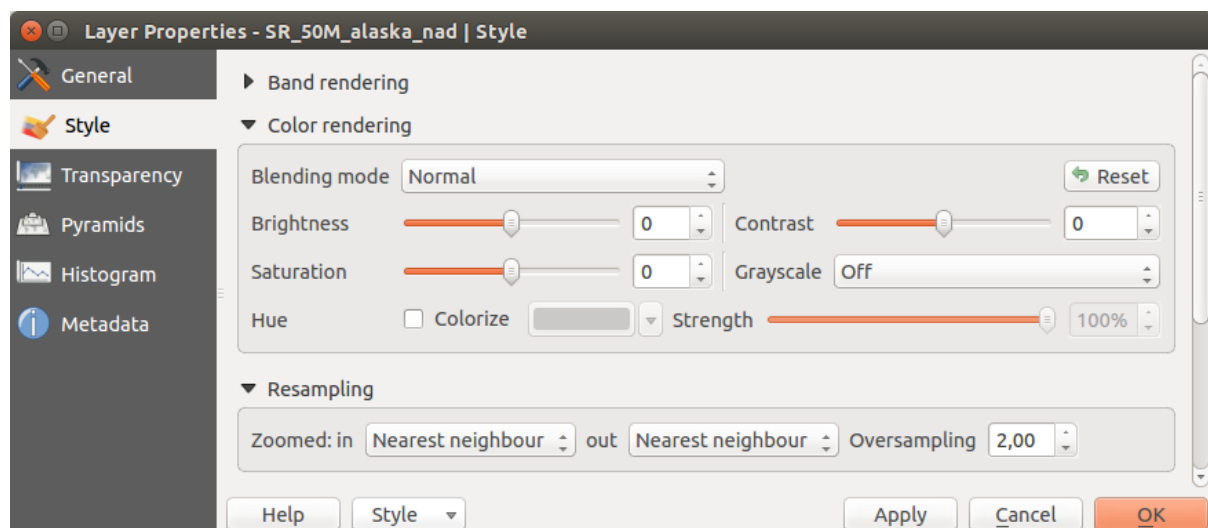 Layer Properties - SR_50M_alaska_nad | Style
General
Style
Transparency
Pyramids
Histogram
Metadata
Band rendering
Color rendering
Blending mode Normal Reset
Brightness 0 Contrast 0
Saturation 0 Grayscale Off
Hue Colorize Strength 100%
Resampling
Zoomed: in Nearest neighbour out Nearest neighbour Oversampling 2,00
Help Style Apply Cancel OK